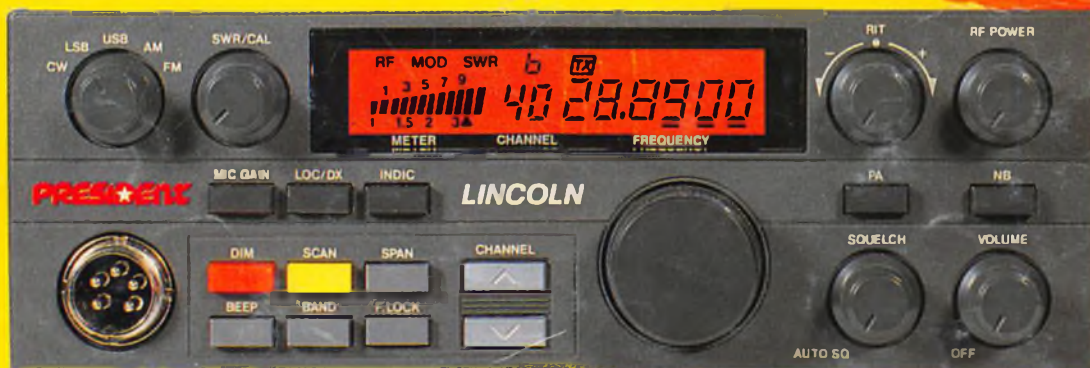 LSB USB AM
CW FM
SWR/CAL
RF MOD SWR b TX
1 3 5 7 9
40 28.8900
1 1.5 2 3
METER CHANNEL FREQUENCY
RIT
- +
RF POWER
PRESIDENT
MIC GAIN LOC/DX INDIC
LINCOLN
PA NB
DIM SCAN SPAN
BEEP BAND F.LOCK
CHANNEL
SQUELCH VOLUME
AUTO SQ OFF